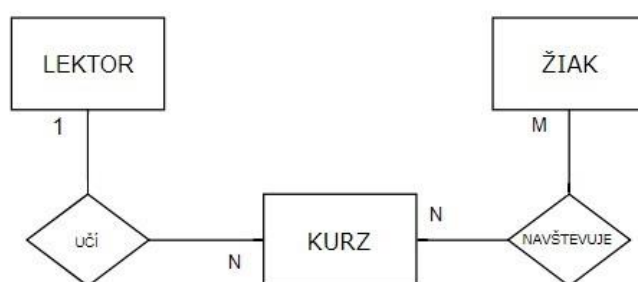 LEKTOR
ŽIAK
1
M
UČÍ
N
KURZ
N
NAVŠTEVUJE